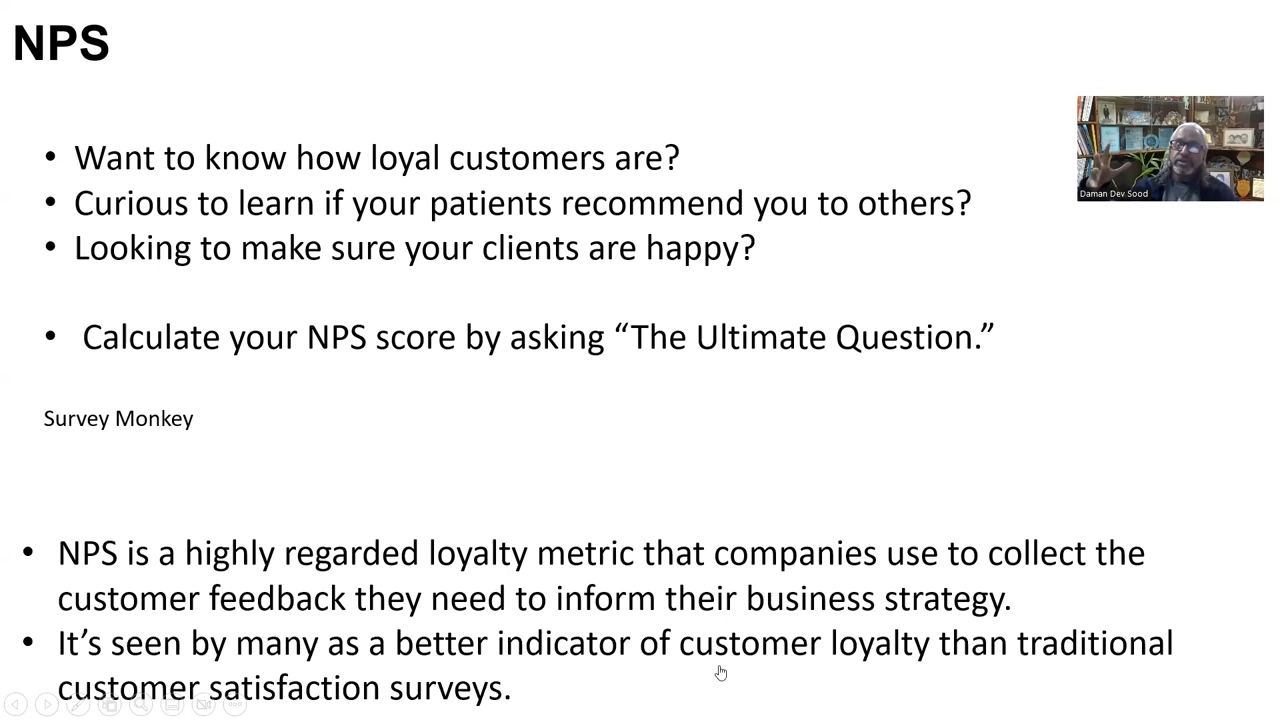 NPS
• Want to know how loyal customers are?
• Curious to learn if your patients recommend you to others?
• Looking to make sure your clients are happy?
• Calculate your NPS score by asking “The Ultimate Question.”
Survey Monkey
• NPS is a highly regarded loyalty metric that companies use to collect the
customer feedback they need to inform their business strategy.
• It’s seen by many as a better indicator of customer loyalty than traditional
customer satisfaction surveys.
Daman Dev Sood